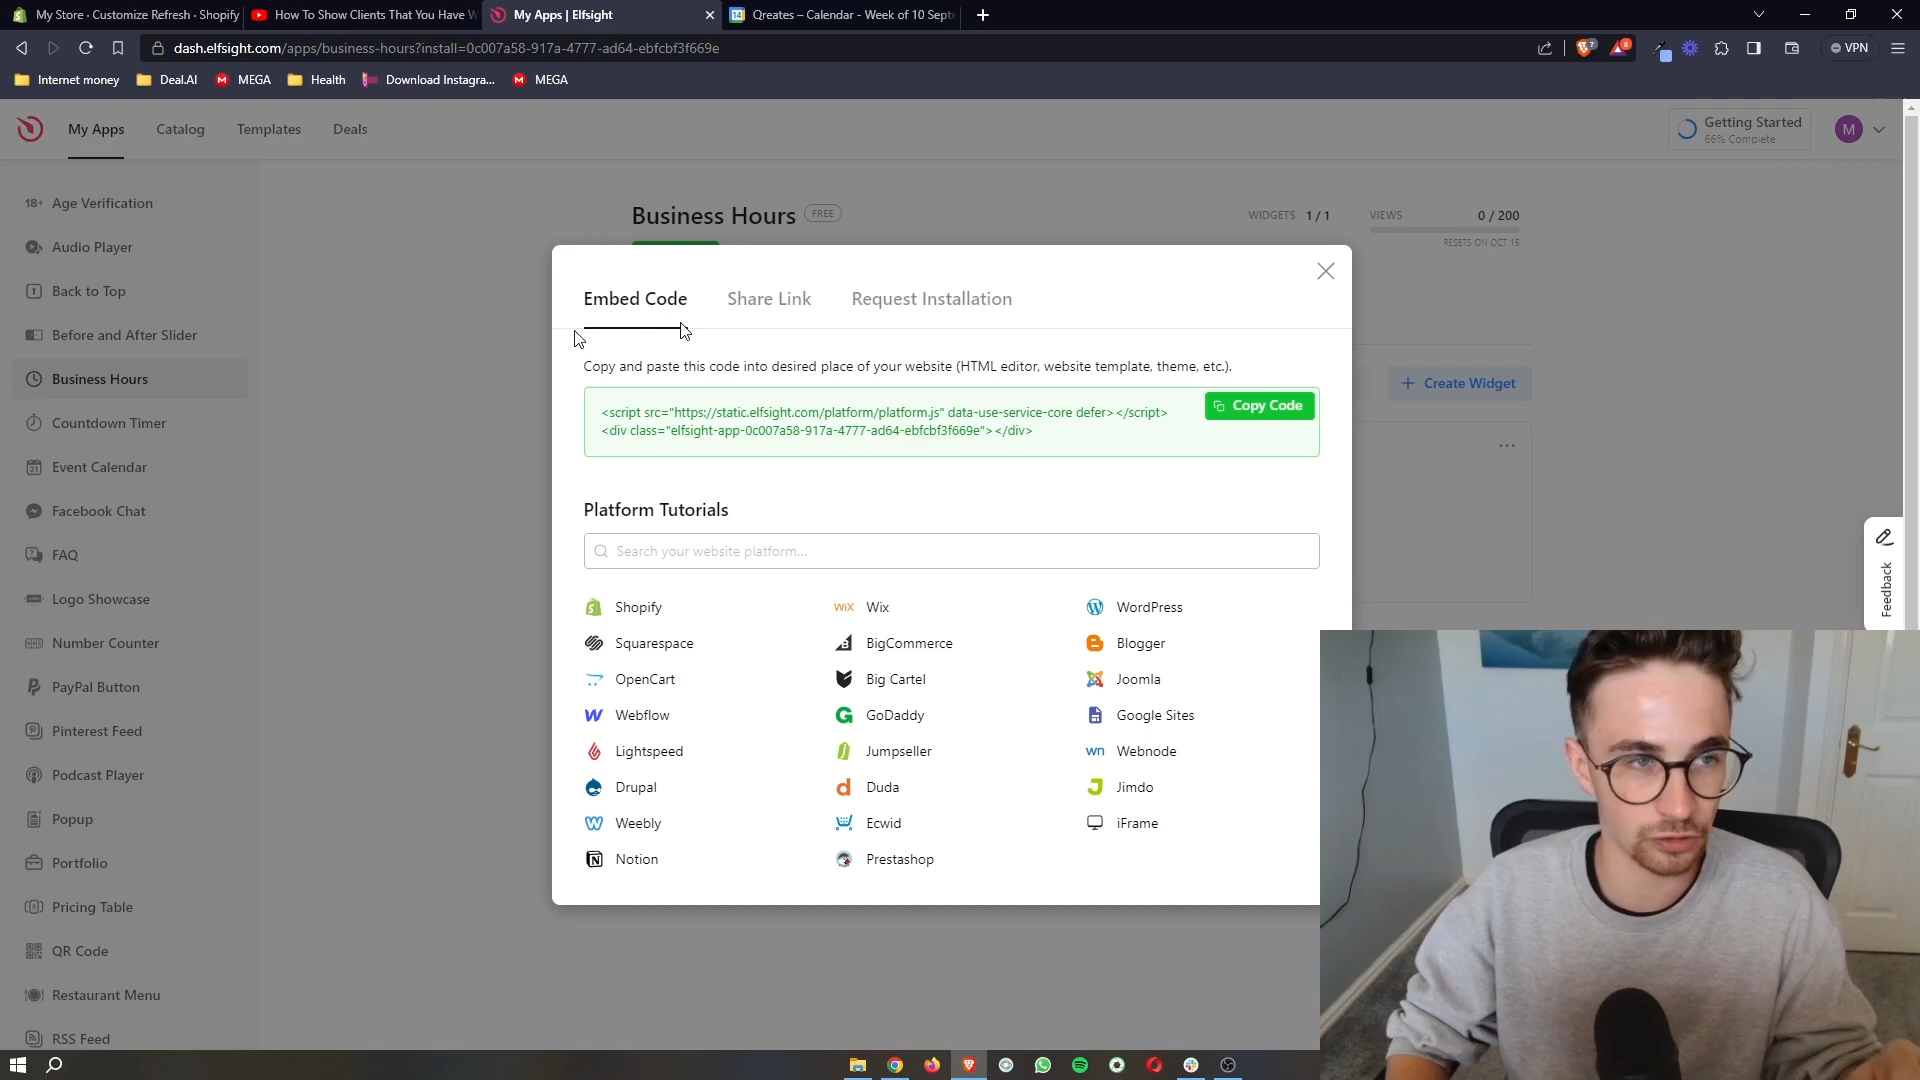 My Store · Customize Refresh · Shopify
How To Show Clients That You Have W
My Apps | Elfsight
Qreates – Calendar - Week of 10 Sept
dash.elfsight.com/apps/business-hours?install=0c007a58-917a-4777-ad64-ebfcbf3f669e
7
8
VPN
Internet money
Deal.AI
MEGA
Health
Download Instagra...
MEGA
My Apps
Catalog
Templates
Deals
Getting Started
66% Complete
M
18+ Age Verification
Audio Player
Back to Top
Before and After Slider
Business Hours
Countdown Timer
Event Calendar
Facebook Chat
FAQ
Logo Showcase
Number Counter
PayPal Button
Pinterest Feed
Podcast Player
Popup
Portfolio
Pricing Table
QR Code
Restaurant Menu
RSS Feed
Business Hours FREE
WIDGETS 1 / 1
VIEWS 0 / 200
RESETS ON OCT 15
+ Create Widget
Embed Code
Share Link
Request Installation
Copy and paste this code into desired place of your website (HTML editor, website template, theme, etc.).
<script src="https://static.elfsight.com/platform/platform.js" data-use-service-core defer></script>
<div class="elfsight-app-0c007a58-917a-4777-ad64-ebfcbf3f669e"></div>
Copy Code
Platform Tutorials
Search your website platform...
Shopify
WiX Wix
WordPress
Squarespace
BigCommerce
Blogger
OpenCart
Big Cartel
Joomla
Webflow
GoDaddy
Google Sites
Lightspeed
Jumpseller
wn Webnode
Drupal
Duda
Jimdo
Weebly
Ecwid
iFrame
Notion
Prestashop
Feedback